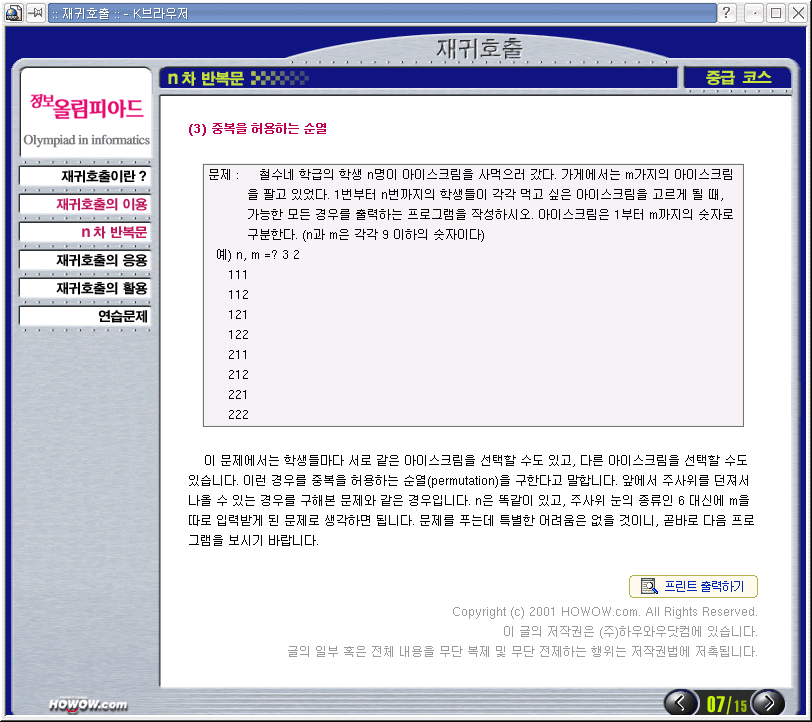 :: 재귀호출 :: - K브라우저
재귀호출
n 차 반복문
중급 코스
정보올림피아드
Olympiad in informatics
재귀호출이란 ?
재귀호출의 이용
n 차 반복문
재귀호출의 응용
재귀호출의 활용
연습문제
(3) 중복을 허용하는 순열
문제 : 철수네 학급의 학생 n명이 아이스크림을 사먹으러 갔다. 가게에서는 m가지의 아이스크림
을 팔고 있었다. 1번부터 n번까지의 학생들이 각각 먹고 싶은 아이스크림을 고르게 될 때,
가능한 모든 경우를 출력하는 프로그램을 작성하시오. 아이스크림은 1부터 m까지의 숫자로
구분한다. (n과 m은 각각 9 이하의 숫자이다)
예) n, m =? 3 2
111
112
121
122
211
212
221
222
이 문제에서는 학생들마다 서로 같은 아이스크림을 선택할 수도 있고, 다른 아이스크림을 선택할 수도
있습니다. 이런 경우를 중복을 허용하는 순열(permutation)을 구한다고 말합니다. 앞에서 주사위를 던져서
나올 수 있는 경우를 구해본 문제와 같은 경우입니다. n은 똑같이 있고, 주사위 눈의 종류인 6 대신에 m을
따로 입력받게 된 문제로 생각하면 됩니다. 문제를 푸는데 특별한 어려움은 없을 것이니, 곧바로 다음 프로
그램을 보시기 바랍니다.
프린트 출력하기
Copyright (c) 2001 HOWOW.com. All Rights Reserved.
이 글의 저작권은 (주)하우와우닷컴에 있습니다.
글의 일부 혹은 전체 내용을 무단 복제 및 무단 전제하는 행위는 저작권법에 저촉됩니다.
HOWOW.com
07/15